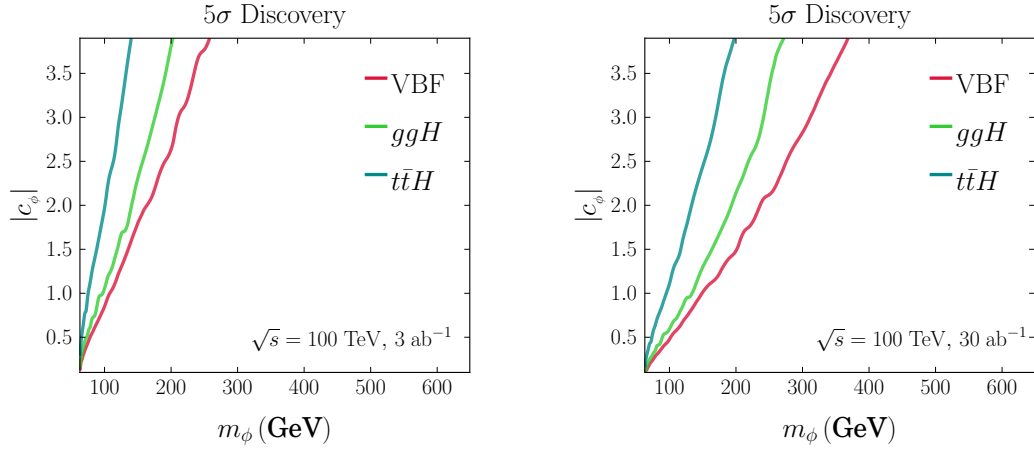 5σ Discovery
3.5
3.0
2.5
2.0
1.5
1.0
0.5
|c_ϕ|
VBF
ggH
tt̄H
√s = 100 TeV, 3 ab⁻¹
100 200 300 400 500 600
m_ϕ (GeV)
5σ Discovery
3.5
3.0
2.5
2.0
1.5
1.0
0.5
|c_ϕ|
VBF
ggH
tt̄H
√s = 100 TeV, 30 ab⁻¹
100 200 300 400 500 600
m_ϕ (GeV)